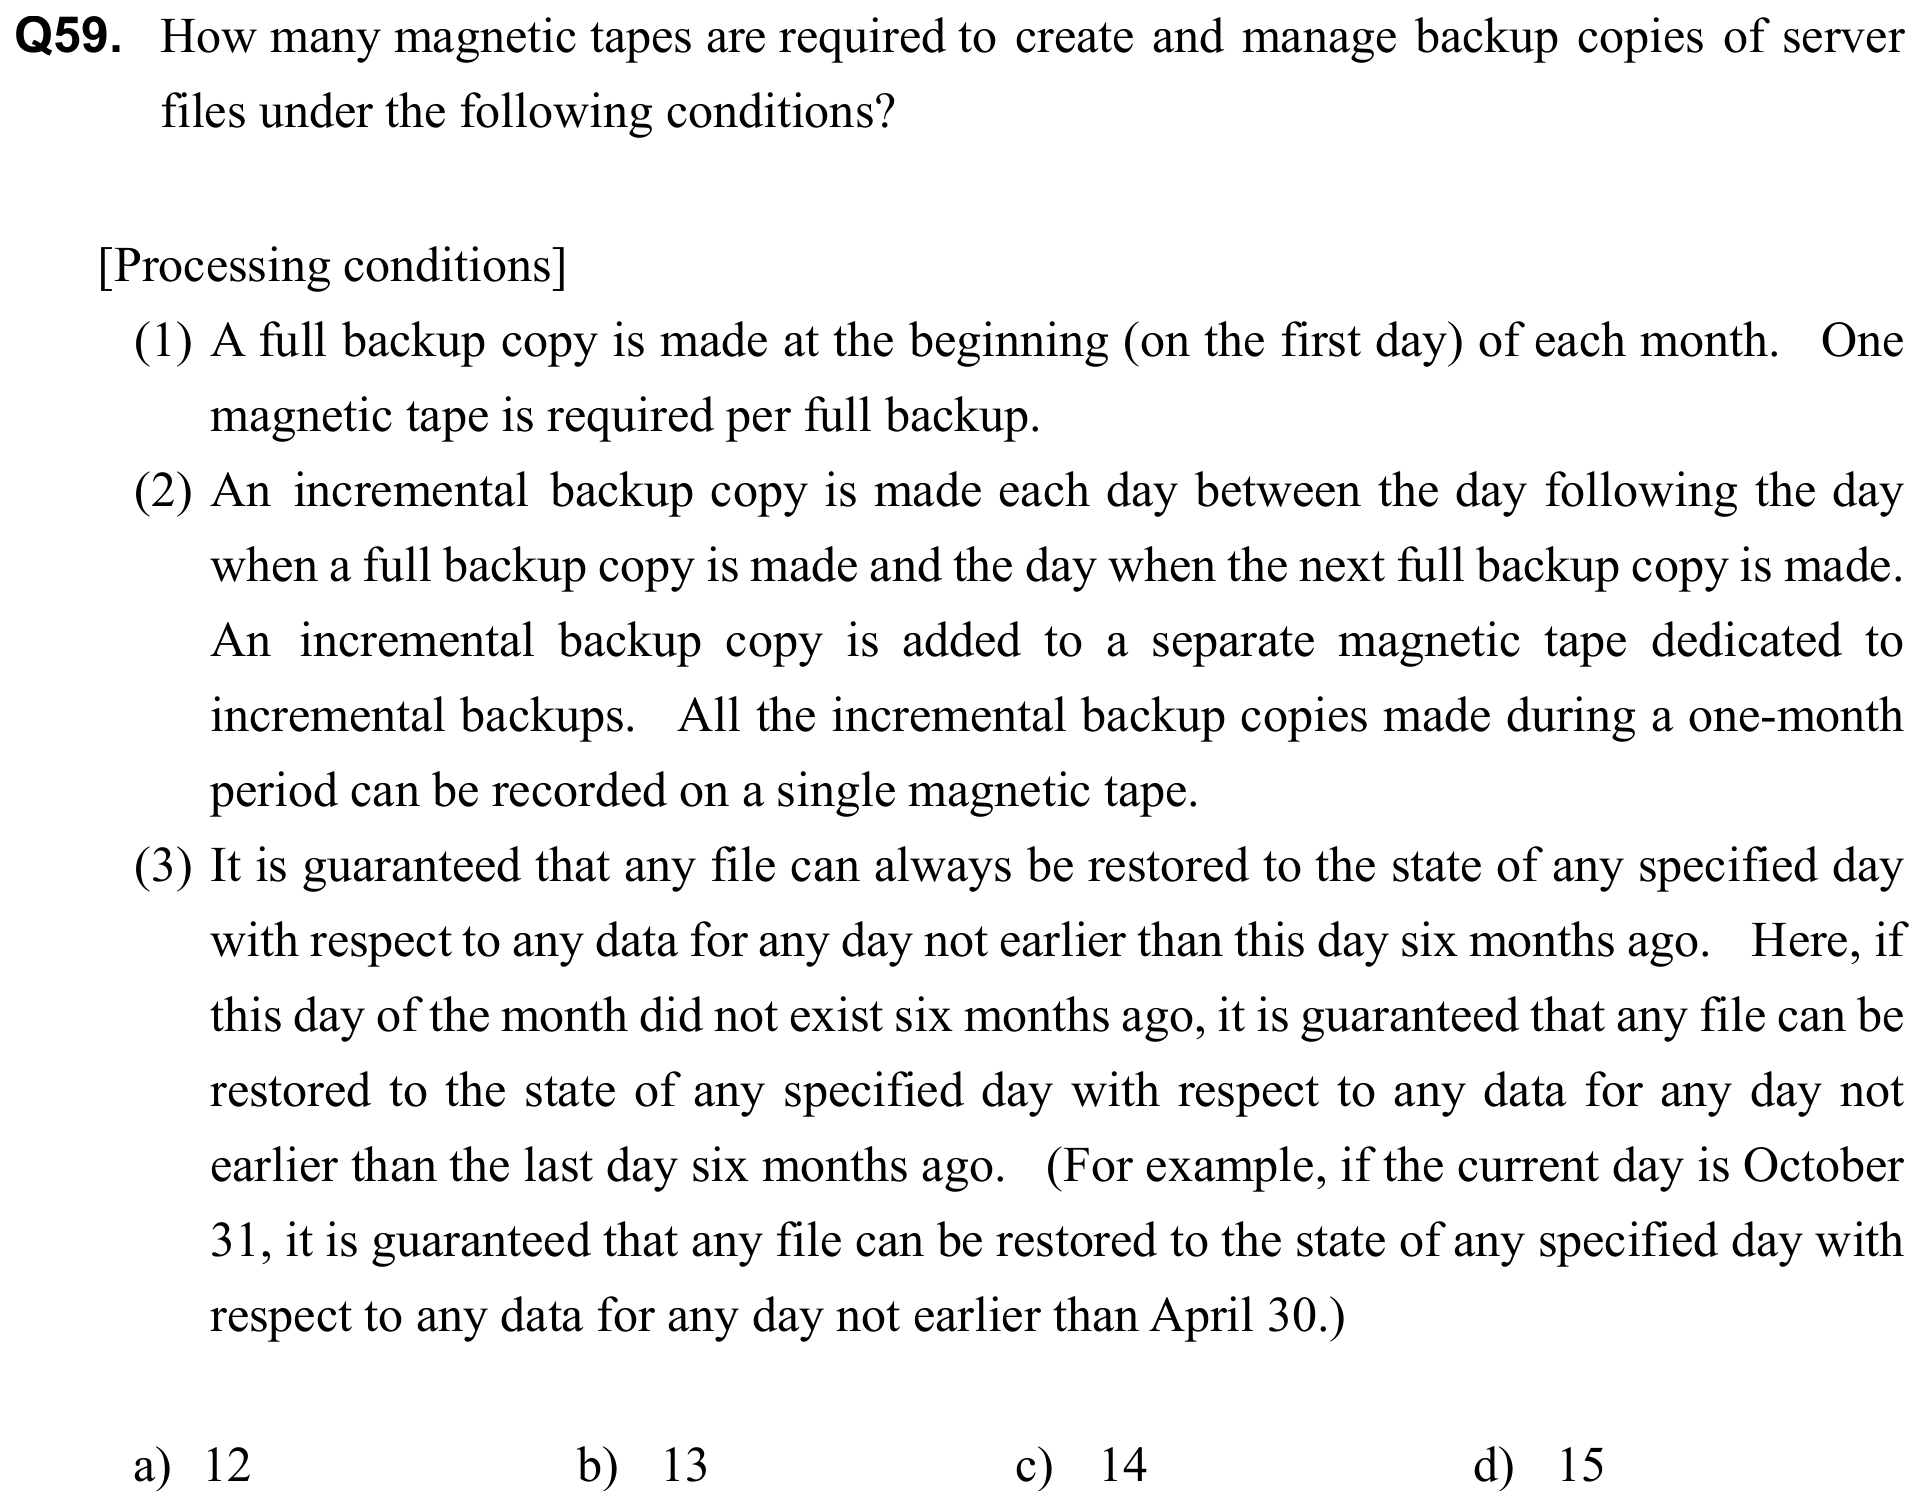 Q59. How many magnetic tapes are required to create and manage backup copies of server
files under the following conditions?
[Processing conditions]
(1) A full backup copy is made at the beginning (on the first day) of each month. One
magnetic tape is required per full backup.
(2) An incremental backup copy is made each day between the day following the day
when a full backup copy is made and the day when the next full backup copy is made.
An incremental backup copy is added to a separate magnetic tape dedicated to
incremental backups. All the incremental backup copies made during a one-month
period can be recorded on a single magnetic tape.
(3) It is guaranteed that any file can always be restored to the state of any specified day
with respect to any data for any day not earlier than this day six months ago. Here, if
this day of the month did not exist six months ago, it is guaranteed that any file can be
restored to the state of any specified day with respect to any data for any day not
earlier than the last day six months ago. (For example, if the current day is October
31, it is guaranteed that any file can be restored to the state of any specified day with
respect to any data for any day not earlier than April 30.)
a) 12 b) 13 c) 14 d) 15